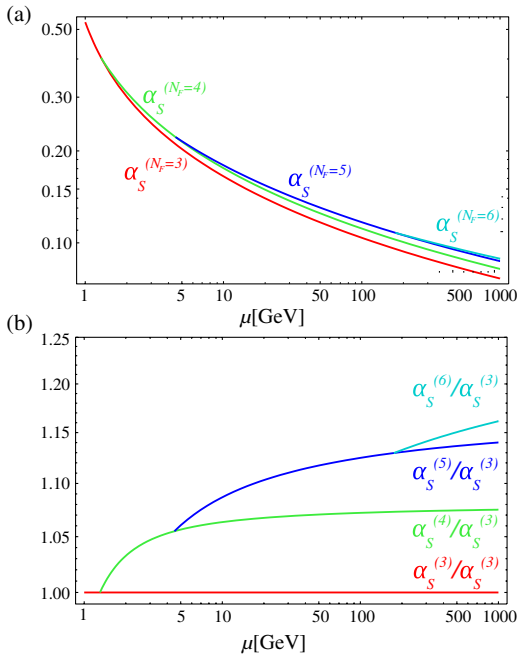 (a)
0.50
α_S^(N_F=4)
0.20
α_S^(N_F=3)
α_S^(N_F=5)
0.15
α_S^(N_F=6)
0.10
1 5 10 50 100 500 1000
μ[GeV]
(b)
1.25
1.20
α_S^(6)/α_S^(3)
1.15
α_S^(5)/α_S^(3)
1.10
α_S^(4)/α_S^(3)
1.05
α_S^(3)/α_S^(3)
1.00
1 5 10 50 100 500 1000
μ[GeV]